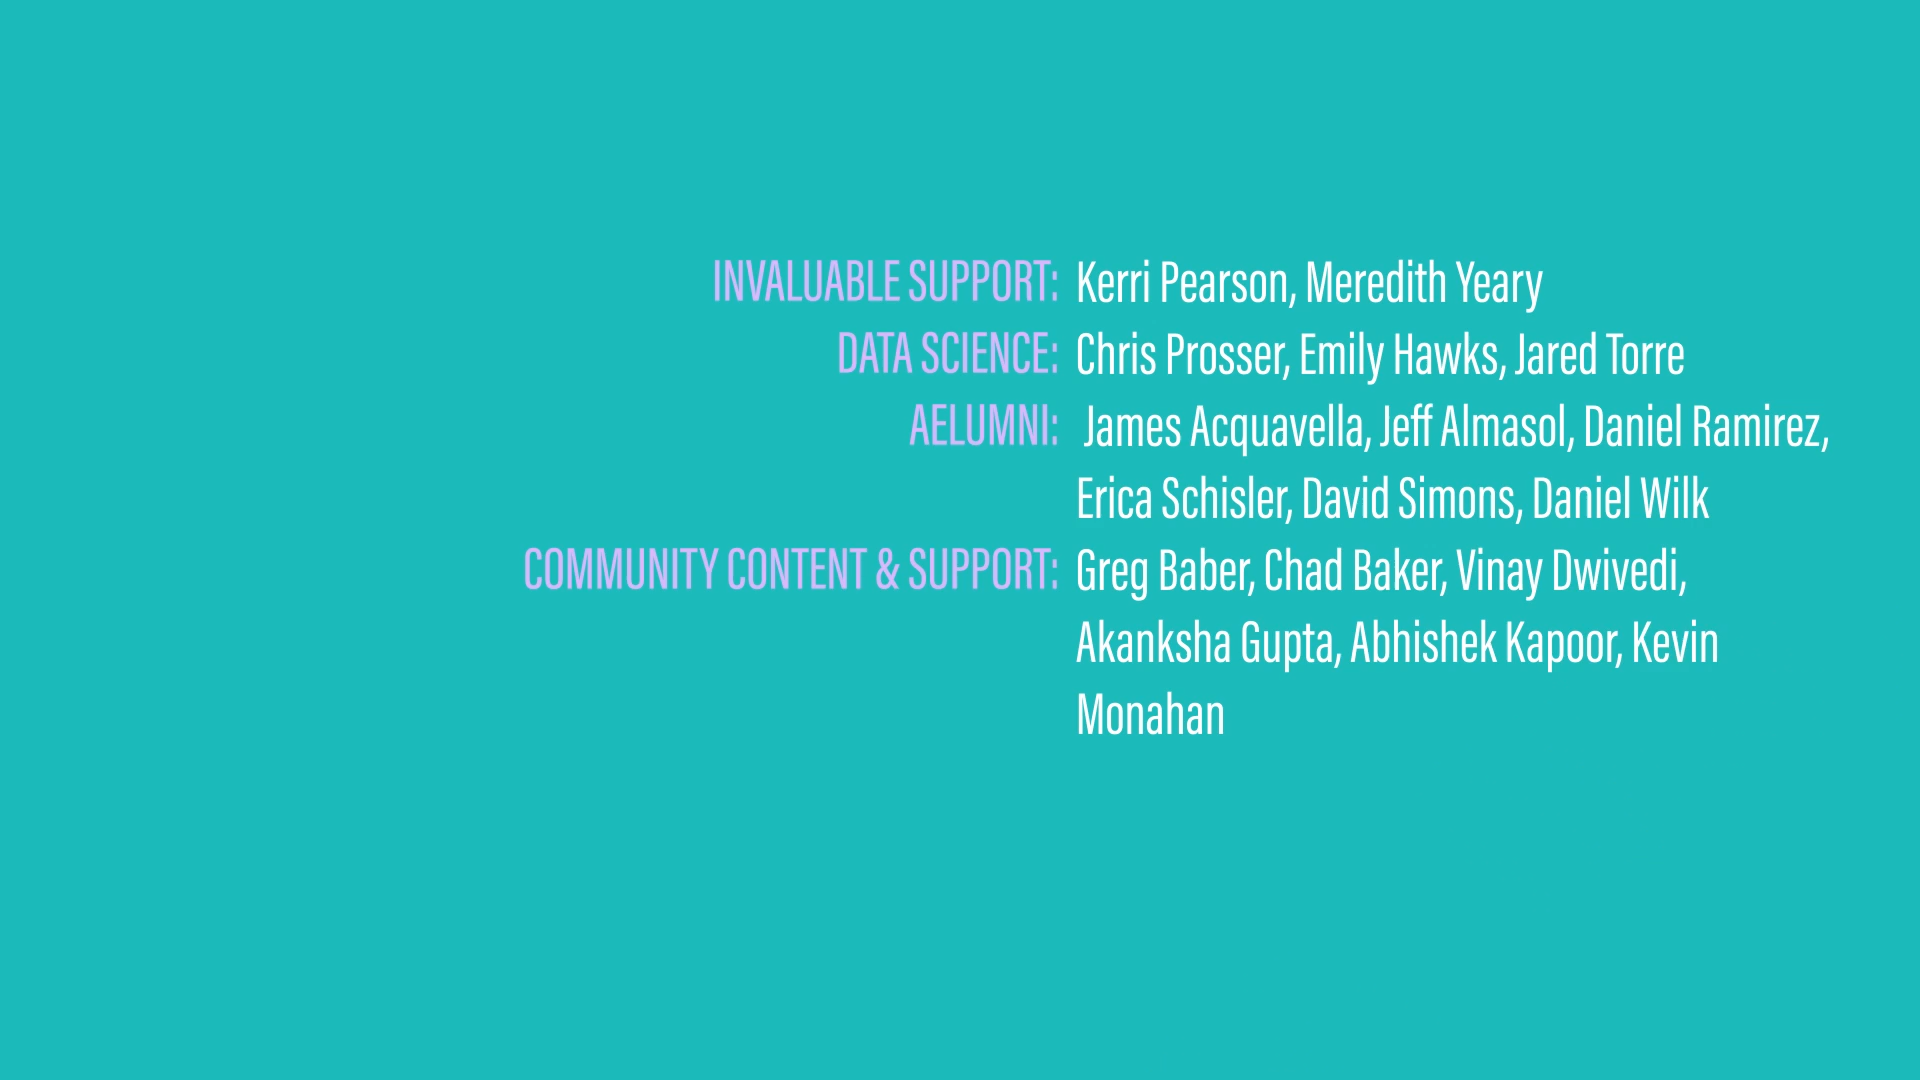 INVALUABLE SUPPORT: Kerri Pearson, Meredith Yeary
DATA SCIENCE: Chris Prosser, Emily Hawks, Jared Torre
AELUMNI: James Acquavella, Jeff Almasol, Daniel Ramirez,
Erica Schisler, David Simons, Daniel Wilk
COMMUNITY CONTENT & SUPPORT: Greg Baber, Chad Baker, Vinay Dwivedi,
Akanksha Gupta, Abhishek Kapoor, Kevin
Monahan